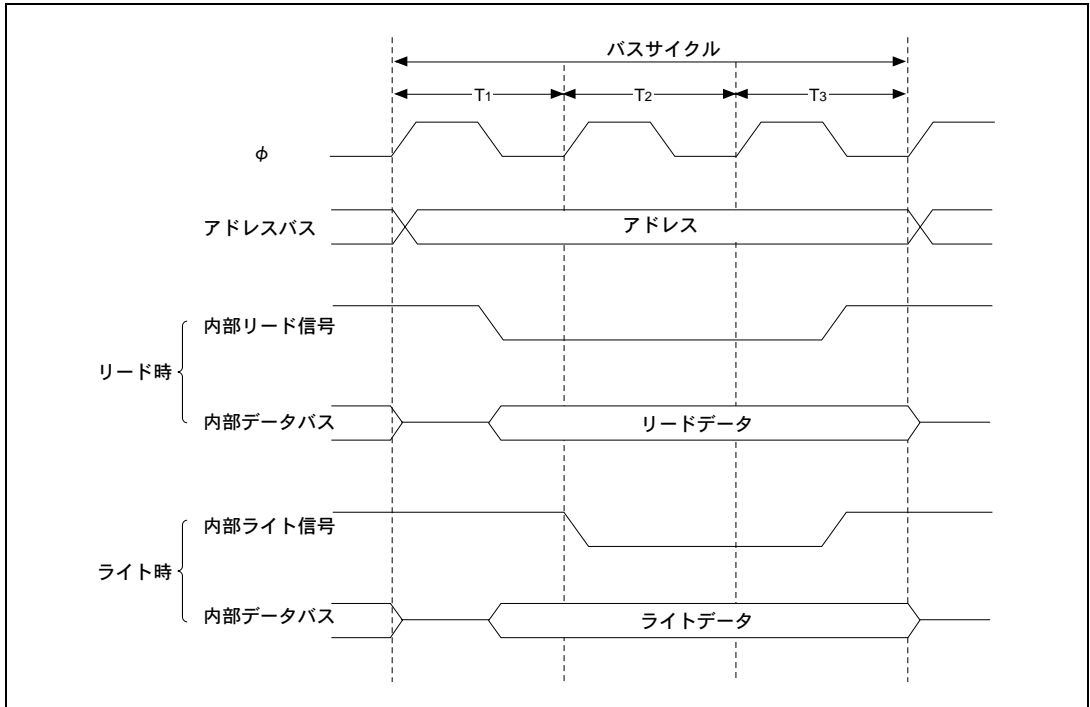 バスサイクル
T1 T2 T3
φ
アドレスバス アドレス
内部リード信号
リード時
内部データバス リードデータ
内部ライト信号
ライト時
内部データバス ライトデータ